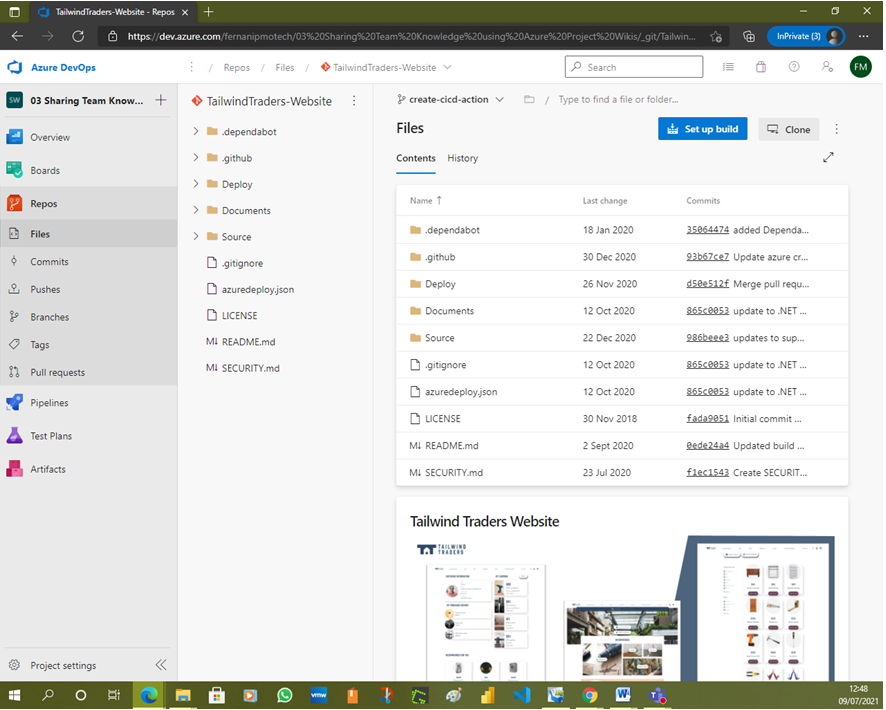 TailwindTraders-Website - Repos
https://dev.azure.com/fernanipmotech/03%20Sharing%20Team%20Knowledge%20using%20Azure%20Project%20Wikis/_git/Tailwin...
InPrivate (3)
Azure DevOps
/ Repos / Files / TailwindTraders-Website
Search
FM
SW 03 Sharing Team Know...
Overview
Boards
Repos
Files
Commits
Pushes
Branches
Tags
Pull requests
Pipelines
Test Plans
Artifacts
Project settings
TailwindTraders-Website
.dependabot
.github
Deploy
Documents
Source
.gitignore
azuredeploy.json
LICENSE
M↓ README.md
M↓ SECURITY.md
create-cicd-action / Type to find a file or folder...
Files
Set up build
Clone
Contents History
Name ↑ Last change Commits
.dependabot 18 Jan 2020 35064474 added Dependa...
.github 30 Dec 2020 93b67ce7 Update azure cr...
Deploy 26 Nov 2020 d50e512f Merge pull requ...
Documents 12 Oct 2020 865c0053 update to .NET ...
Source 22 Dec 2020 986beee3 updates to sup...
.gitignore 12 Oct 2020 865c0053 update to .NET ...
azuredeploy.json 12 Oct 2020 865c0053 update to .NET ...
LICENSE 30 Nov 2018 fada9051 Initial commit ...
M↓ README.md 2 Sept 2020 0ede24a4 Updated build ...
M↓ SECURITY.md 23 Jul 2020 f1ec1543 Create SECURIT...
Tailwind Traders Website
TAILWIND
TRADERS
vmw
12:48
09/07/2021